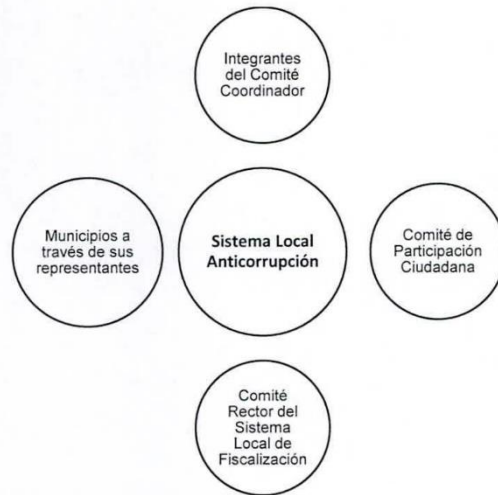 Integrantes
del Comité
Coordinador
Municipios a
través de sus
representantes
Sistema Local
Anticorrupción
Comité de
Participación
Ciudadana
Comité
Rector del
Sistema
Local de
Fiscalización